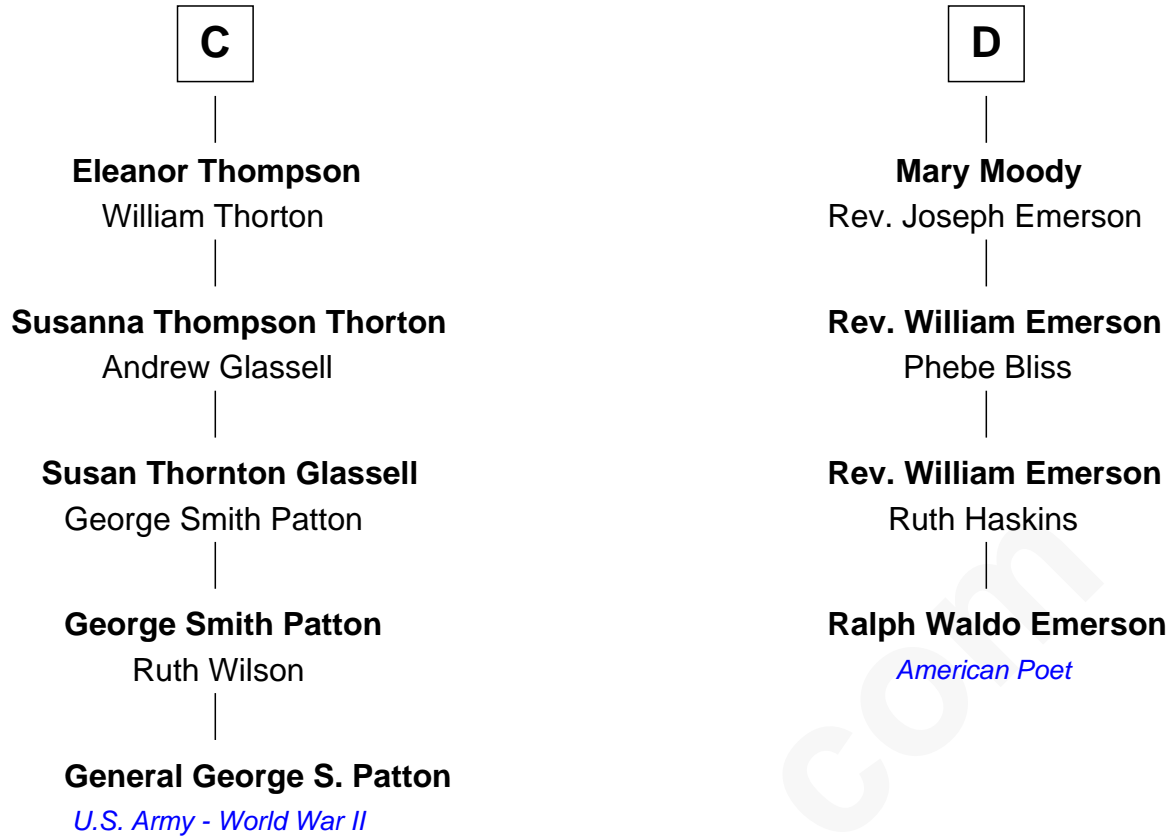 C
Eleanor Thompson
William Thorton
Susanna Thompson Thorton
Andrew Glassell
Susan Thornton Glassell
George Smith Patton
George Smith Patton
Ruth Wilson
General George S. Patton
U.S. Army - World War II
D
Mary Moody
Rev. Joseph Emerson
Rev. William Emerson
Phebe Bliss
Rev. William Emerson
Ruth Haskins
Ralph Waldo Emerson
American Poet
com